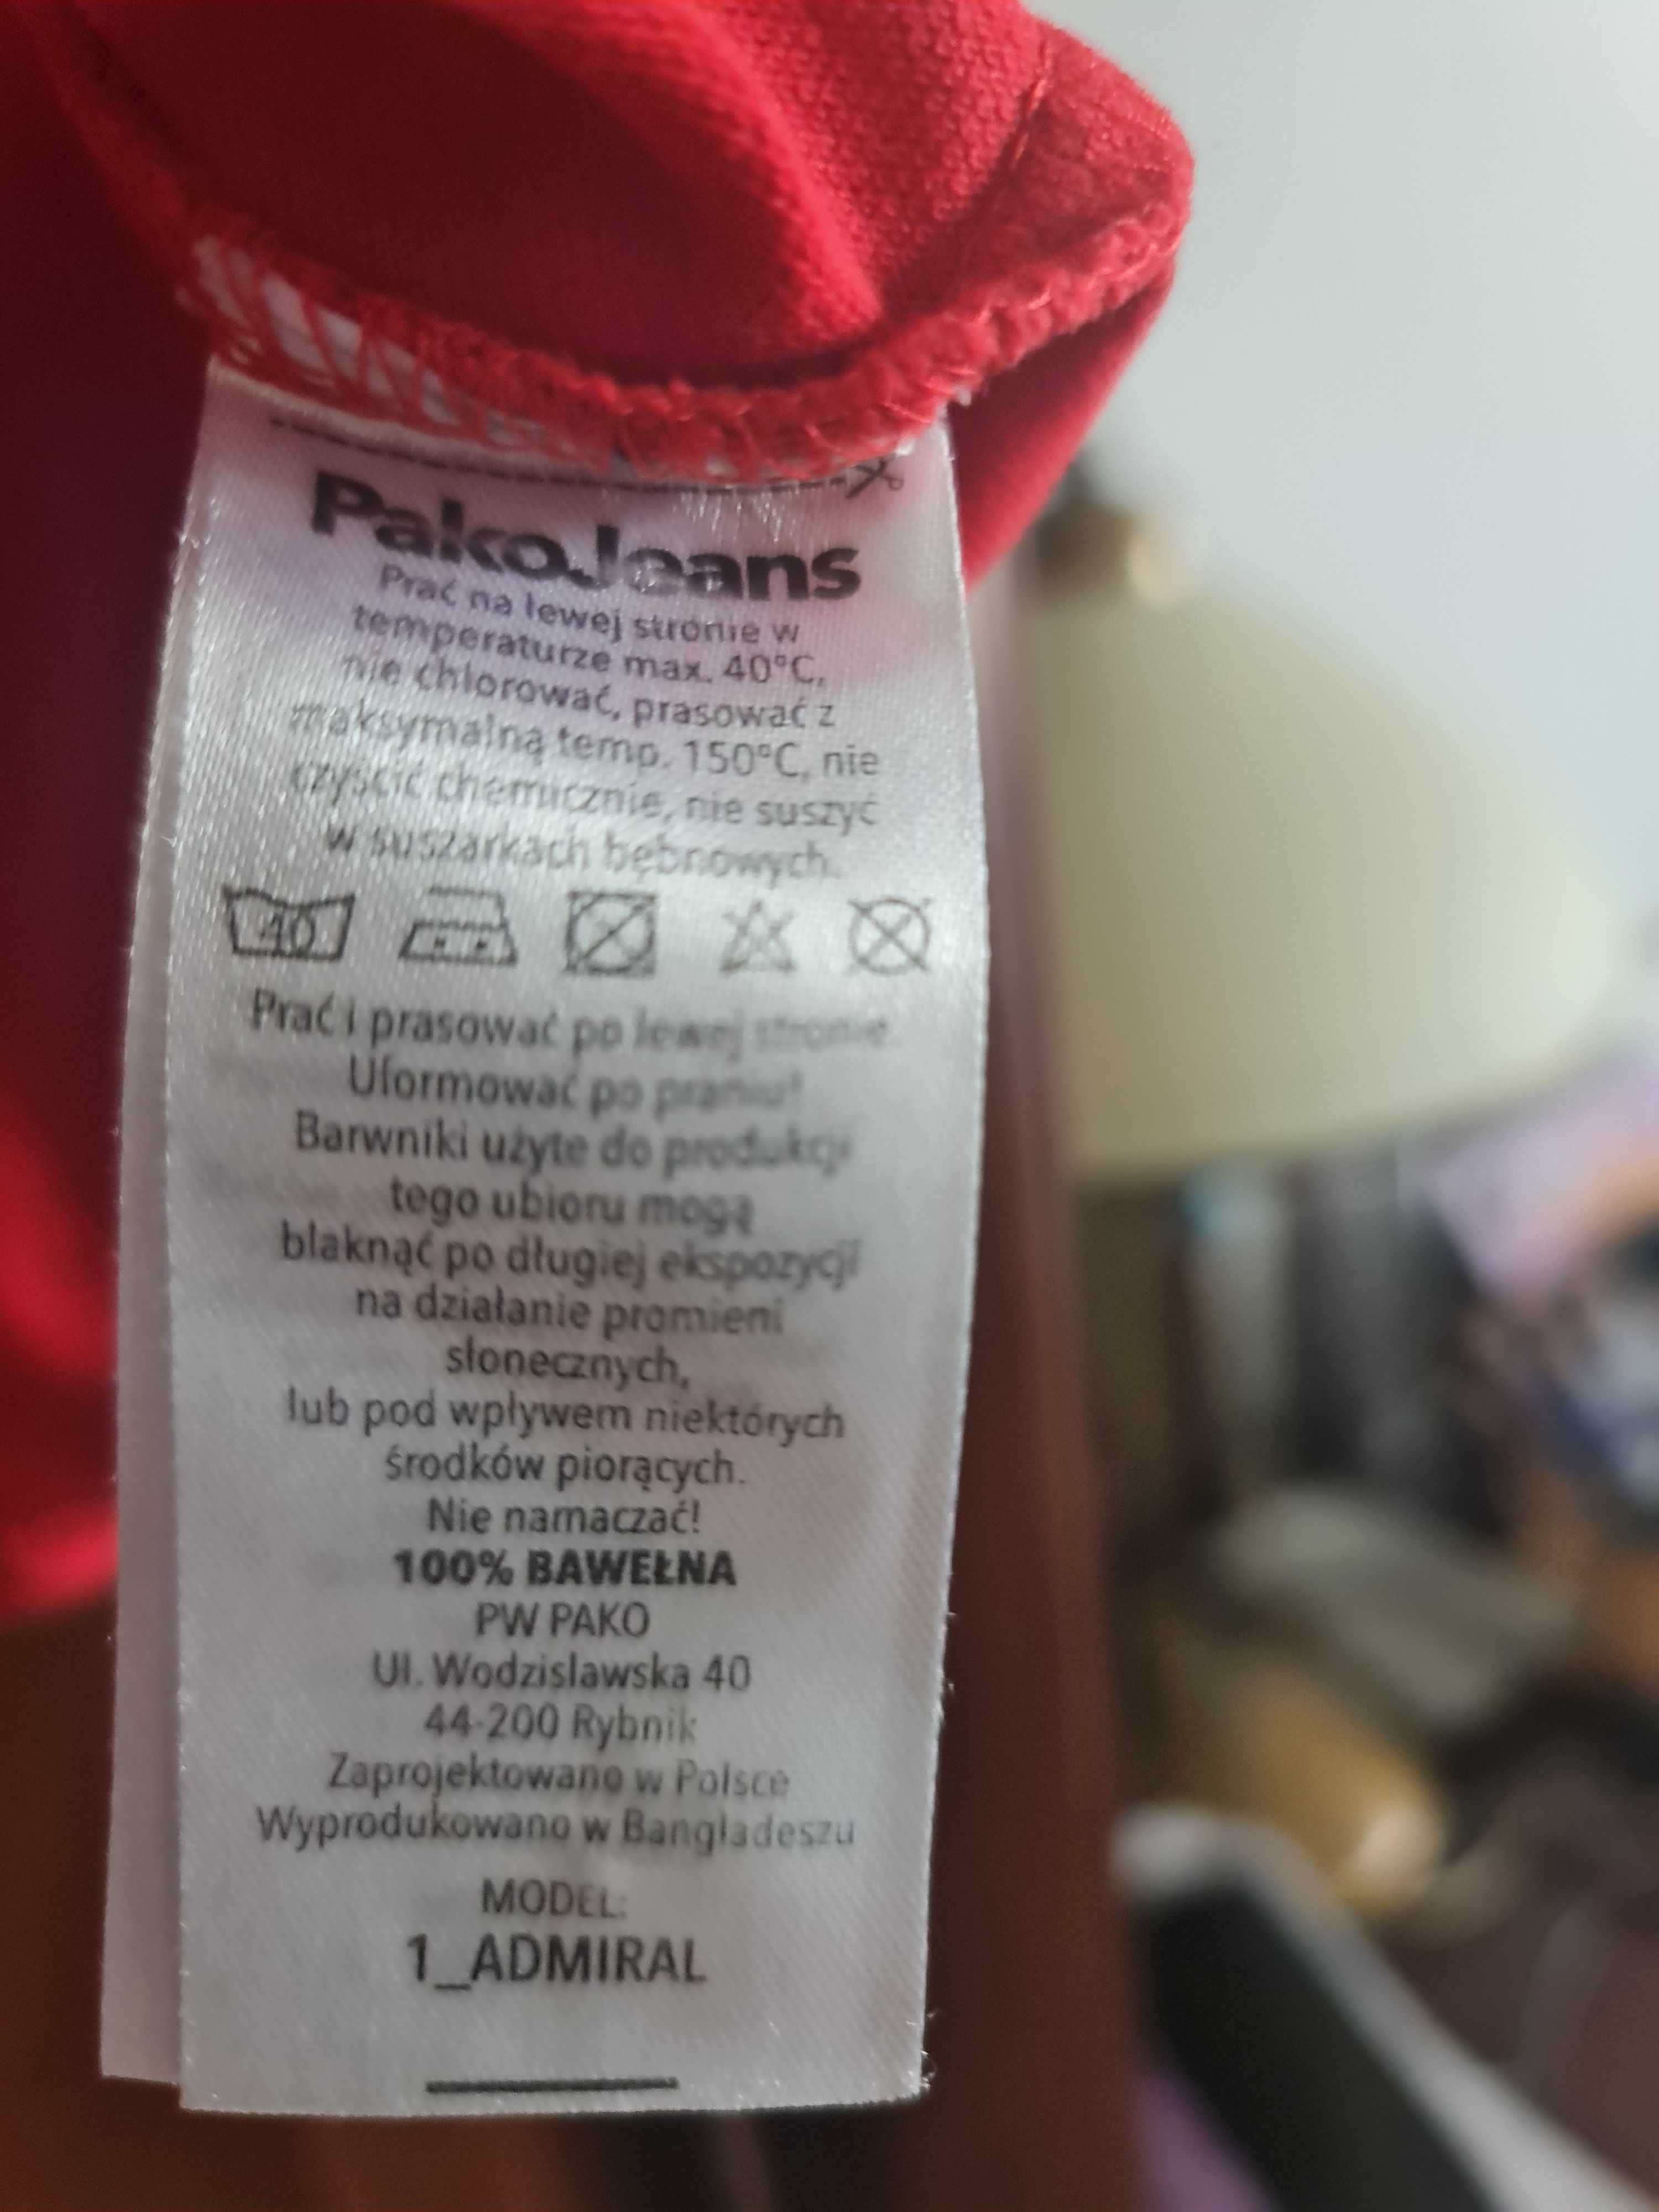 PakoJeans
Prać na lewej stronie w
temperaturze max. 40°C,
nie chlorować, prasować z
maksymalną temp. 150°C, nie
czyścić chemicznie, nie suszyć
w suszarkach bębnowych.
40
Prać i prasować po lewej stronie.
Uformować po praniu!
Barwniki użyte do produkcji
tego ubioru mogą
blaknąć po długiej ekspozycji
na działanie promieni
słonecznych,
lub pod wpływem niektórych
środków piorących.
Nie namaczać!
100% BAWEŁNA
PW PAKO
Ul. Wodzislawska 40
44-200 Rybnik
Zaprojektowano w Polsce
Wyprodukowano w Bangladeszu
MODEL:
1_ADMIRAL